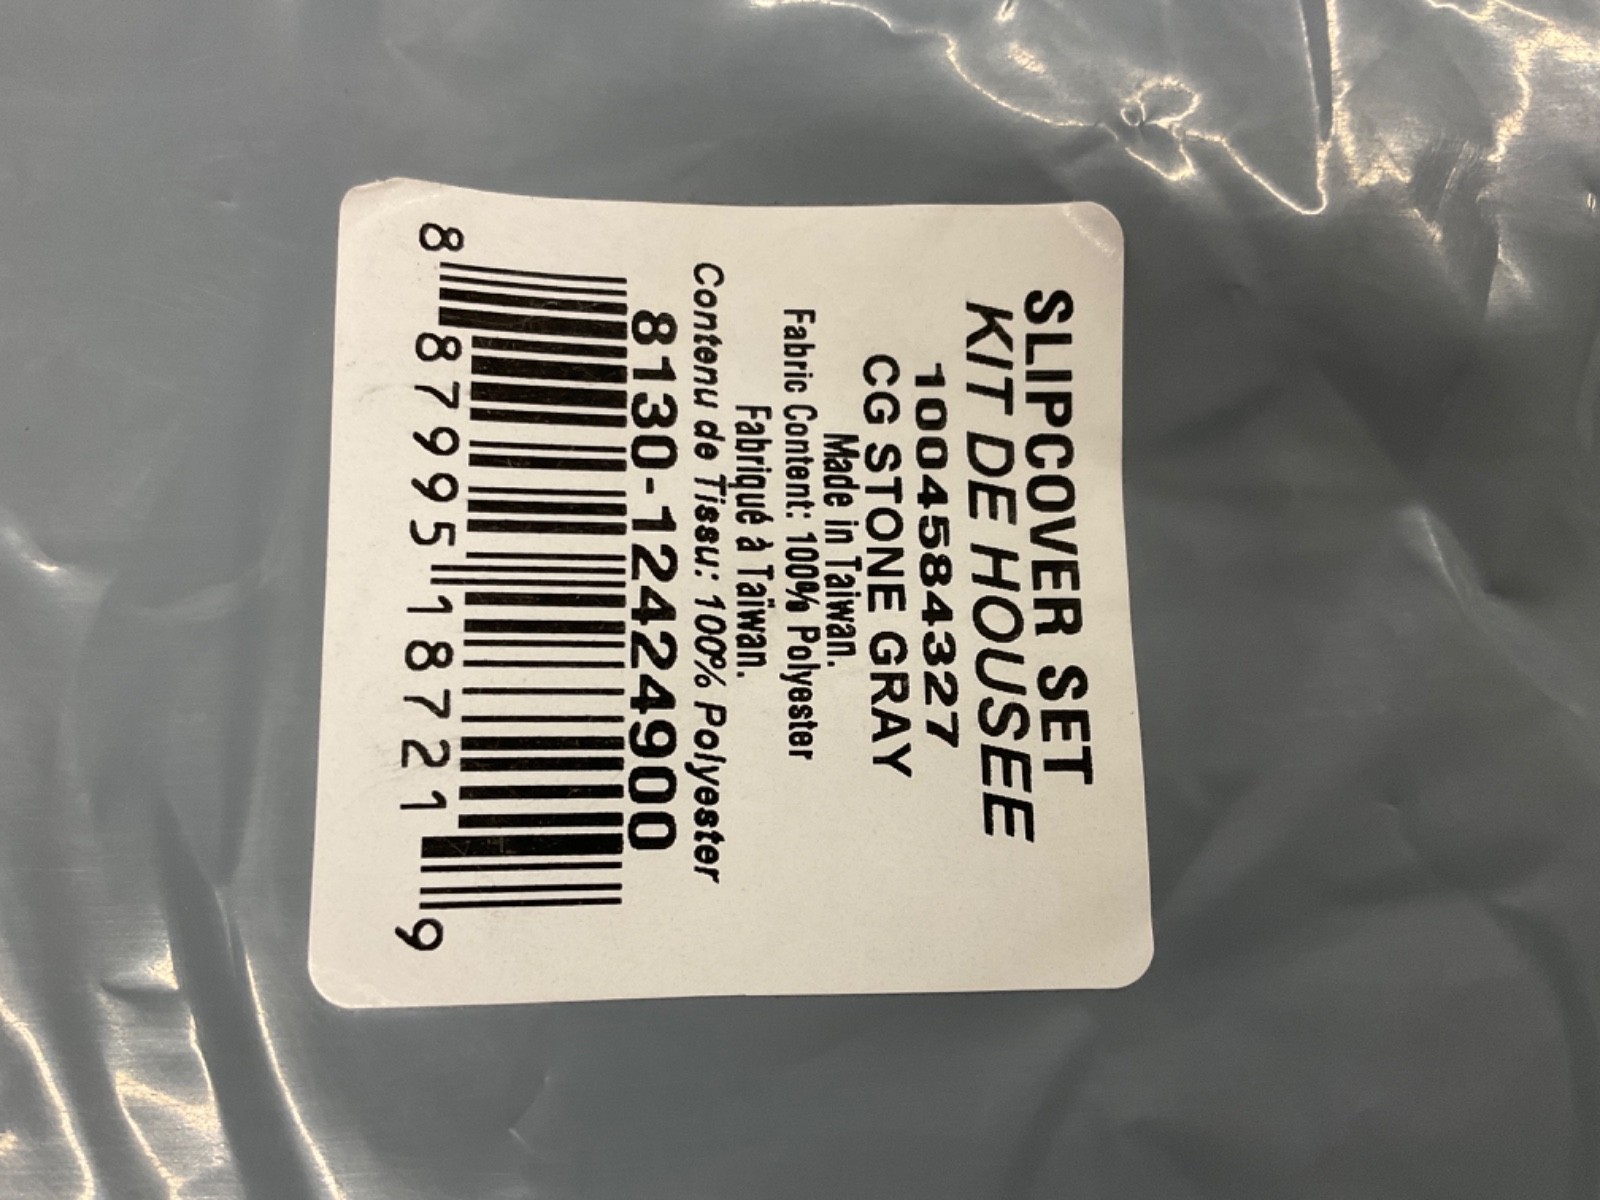 SLIPCOVER SET
KIT DE HOUSEE
1004584327
CG STONE GRAY
Made in Taiwan.
Fabric Content: 100% Polyester
Fabriqué à Taïwan.
Contenu de Tissu: 100% Polyester
8130-12424900
8 87995 18721 9